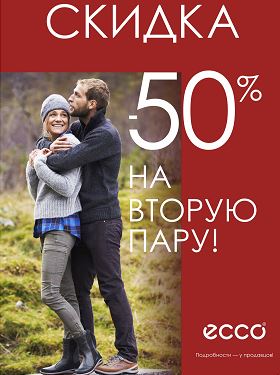 СКИДКА
-50%
НА
ВТОРУЮ
ПАРУ!
ecco®
Подробности — у продавцов!